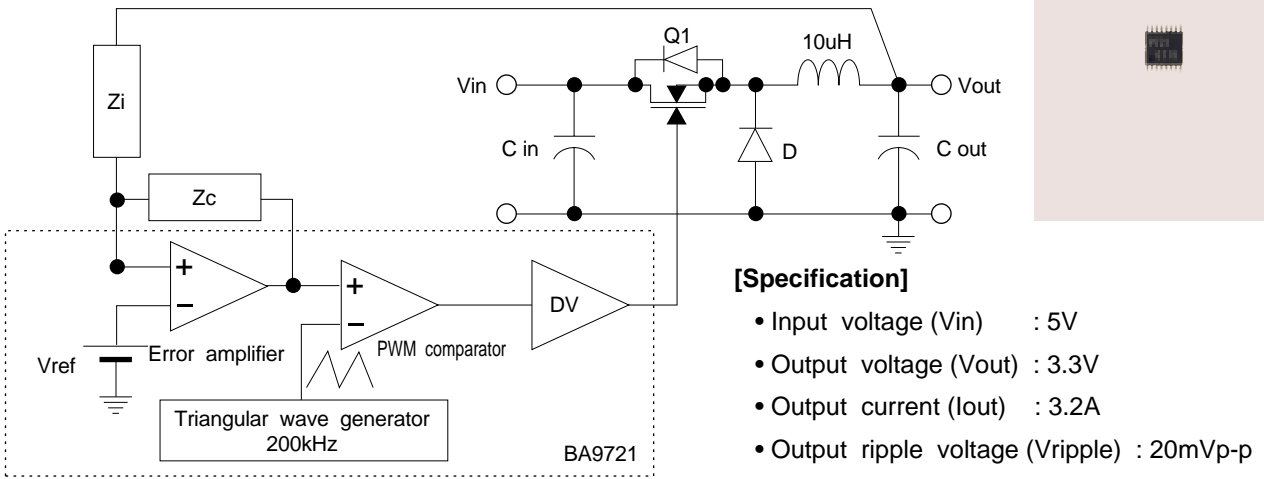 Q1
10uH
Vin
Vout
Zi
C in
D
C out
Zc
+
−
+
−
DV
Vref
Error amplifier
PWM comparator
Triangular wave generator
200kHz
BA9721
[Specification]
• Input voltage (Vin) : 5V
• Output voltage (Vout) : 3.3V
• Output current (Iout) : 3.2A
• Output ripple voltage (Vripple) : 20mVp-p